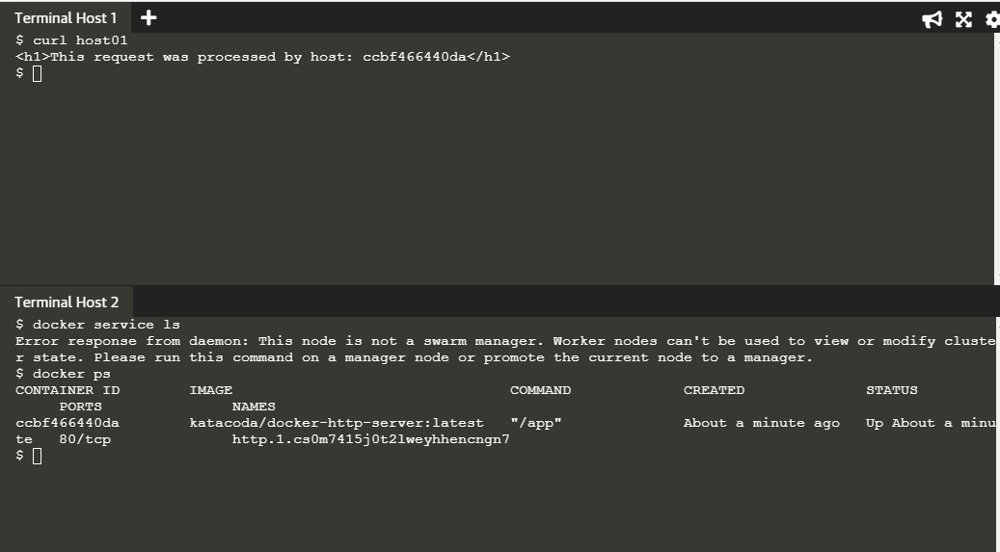 Terminal Host 1
$ curl host01
<h1>This request was processed by host: ccbf466440da</h1>
$
Terminal Host 2
$ docker service ls
Error response from daemon: This node is not a swarm manager. Worker nodes can't be used to view or modify cluste
r state. Please run this command on a manager node or promote the current node to a manager.
$ docker ps
CONTAINER ID        IMAGE                                COMMAND             CREATED              STATUS
     PORTS               NAMES
ccbf466440da        katacoda/docker-http-server:latest   "/app"              About a minute ago   Up About a minu
te   80/tcp              http.1.cs0m7415j0t2lweyhhencngn7
$